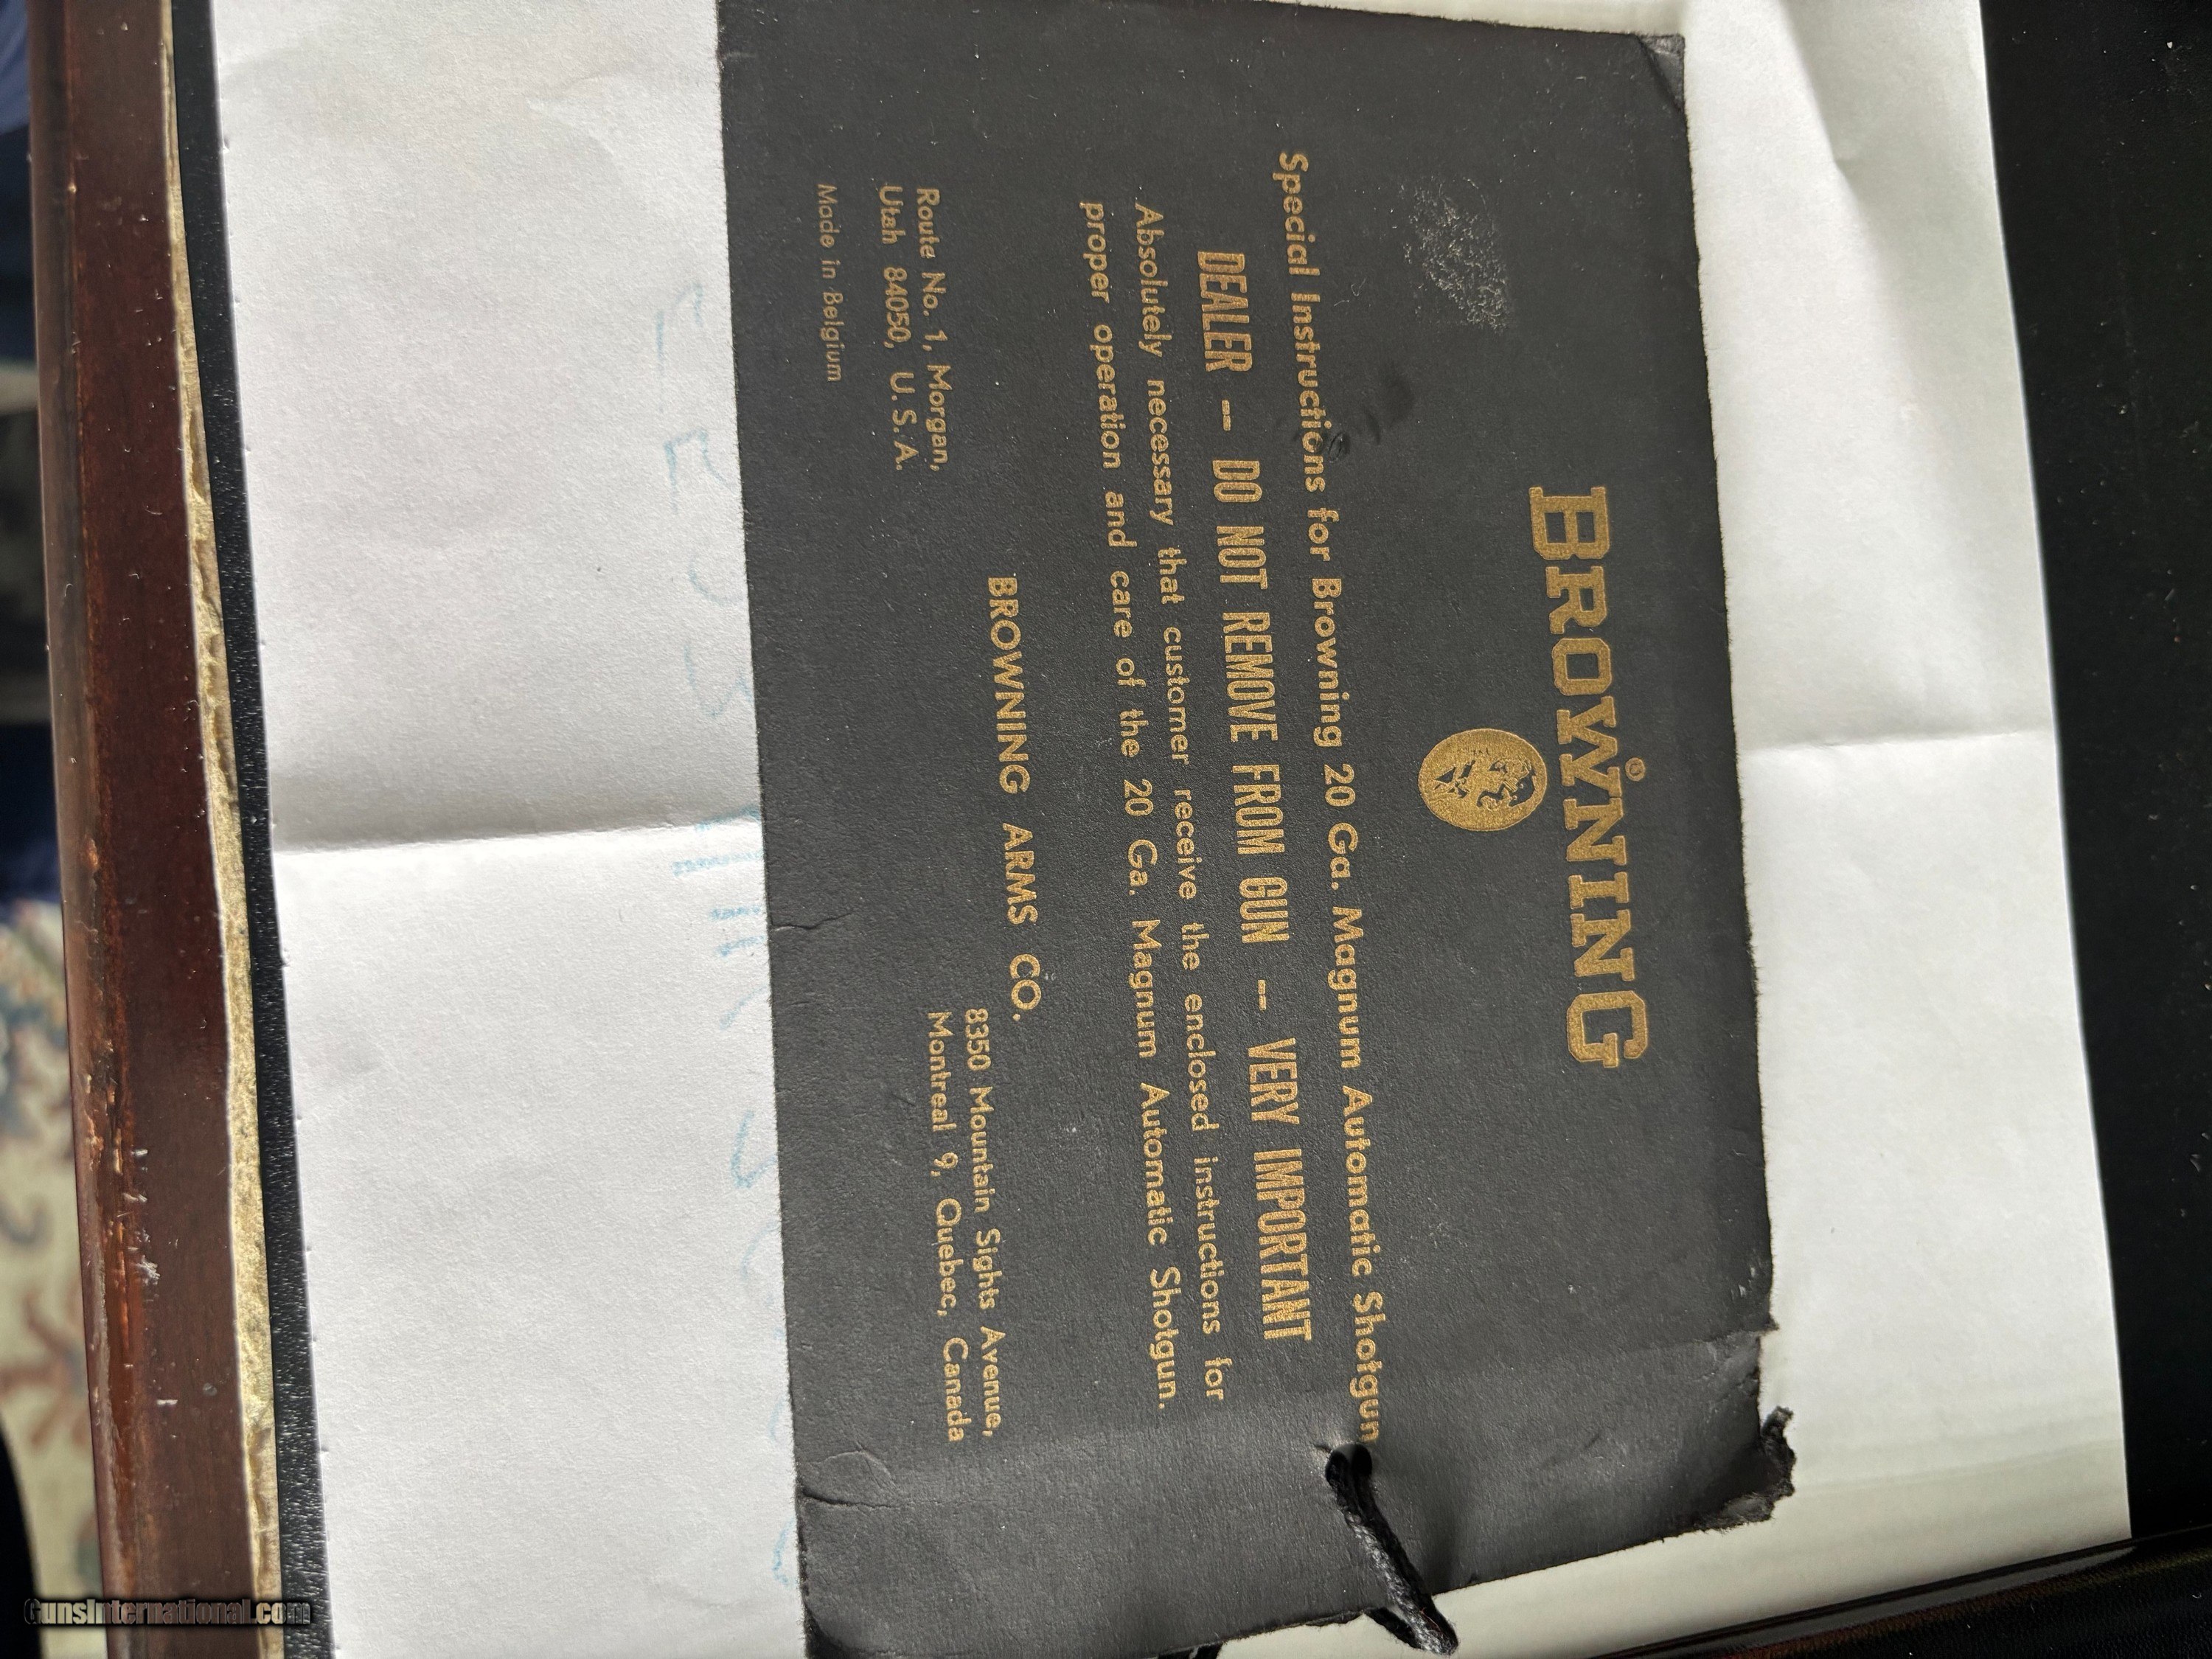 BROWNING
Special Instructions for Browning 20 Ga. Magnum Automatic Shotgun
DEALER -- DO NOT REMOVE FROM GUN -- VERY IMPORTANT
Absolutely necessary that customer receive the enclosed instructions for
proper operation and care of the 20 Ga. Magnum Automatic Shotgun.
BROWNING ARMS CO.
Route No. 1, Morgan,
Utah 84050, U. S. A.
8350 Mountain Sights Avenue,
Montreal 9, Quebec, Canada
Made in Belgium
GunsInternational.com